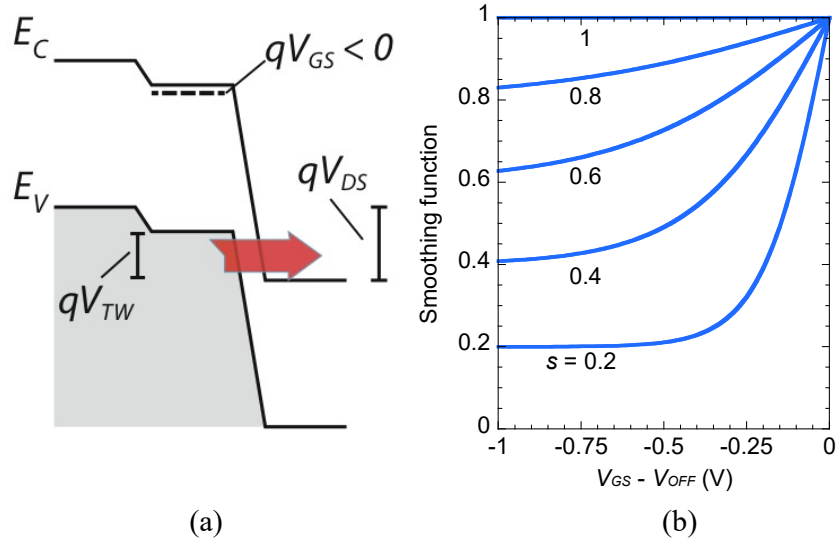 E_C
qV_GS < 0
E_V
qV_DS
qV_TW
(a)
Smoothing function
1
0.8
0.6
0.4
0.2
0
1
0.8
0.6
0.4
s = 0.2
-1
-0.75
-0.5
-0.25
0
V_GS - V_OFF (V)
(b)